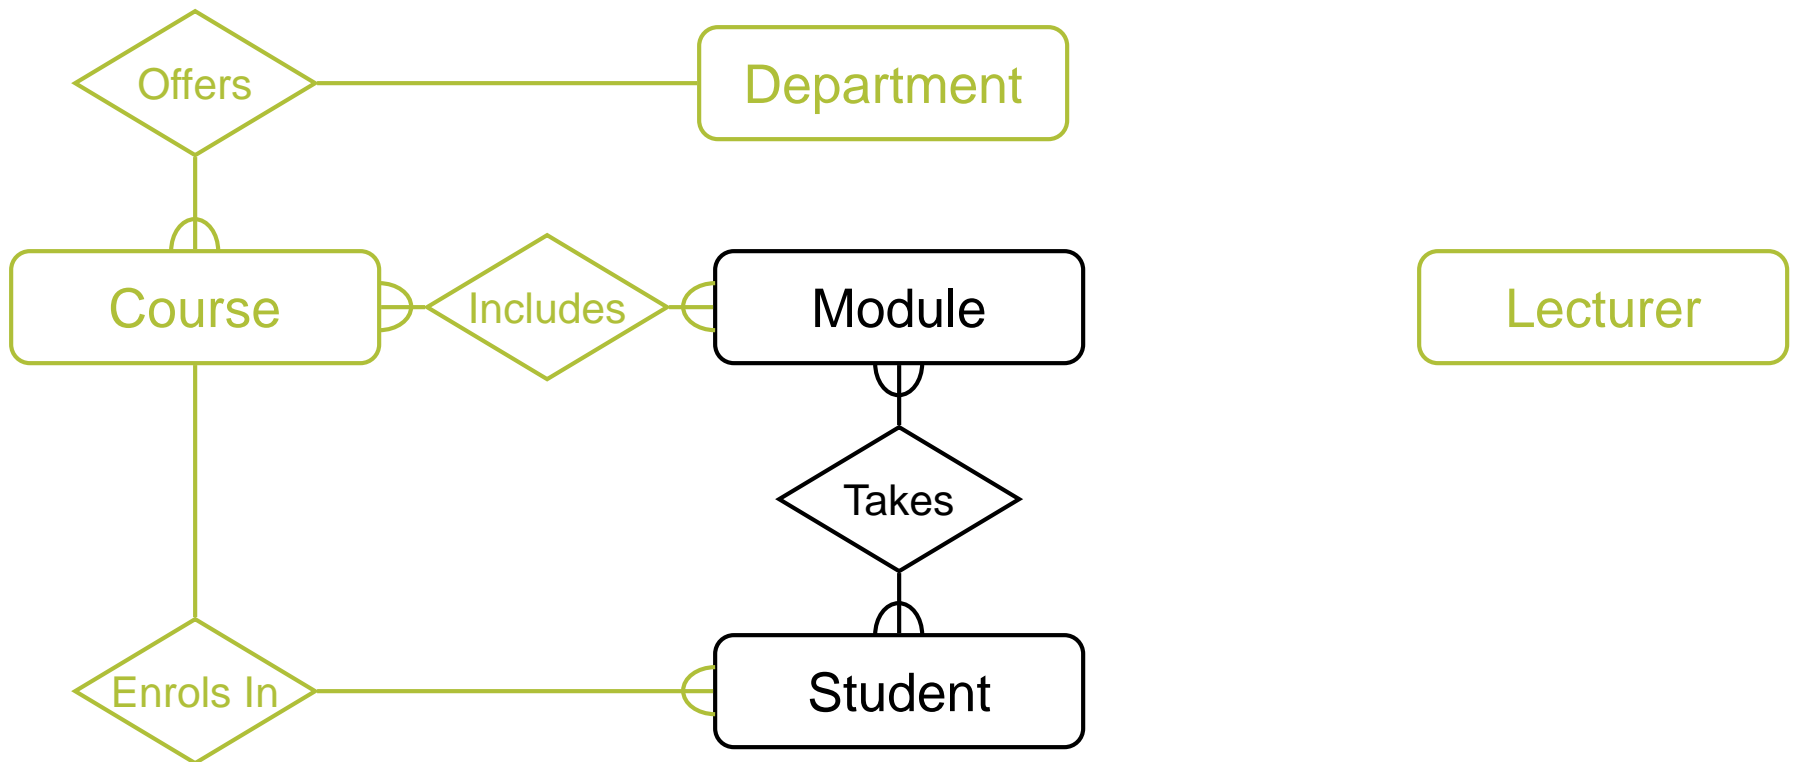 Offers
Department
Course
Includes
Module
Lecturer
Takes
Enrols In
Student